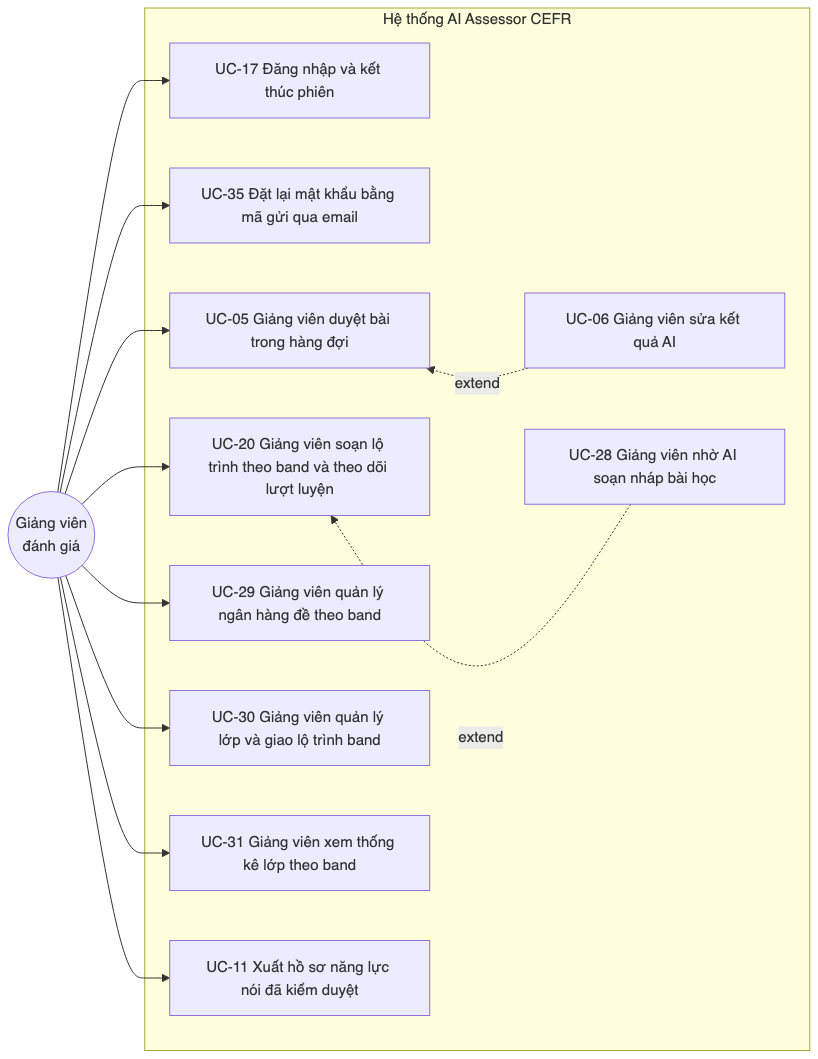 Hệ thống AI Assessor CEFR
UC-17 Đăng nhập và kết
thúc phiên
UC-35 Đặt lại mật khẩu bằng
mã gửi qua email
UC-05 Giảng viên duyệt bài
trong hàng đợi
UC-06 Giảng viên sửa kết
quả AI
extend
UC-20 Giảng viên soạn lộ
trình theo band và theo dõi
lượt luyện
UC-28 Giảng viên nhờ AI
soạn nháp bài học
Giảng viên
đánh giá
UC-29 Giảng viên quản lý
ngân hàng đề theo band
UC-30 Giảng viên quản lý
lớp và giao lộ trình band
extend
UC-31 Giảng viên xem thống
kê lớp theo band
UC-11 Xuất hồ sơ năng lực
nói đã kiểm duyệt